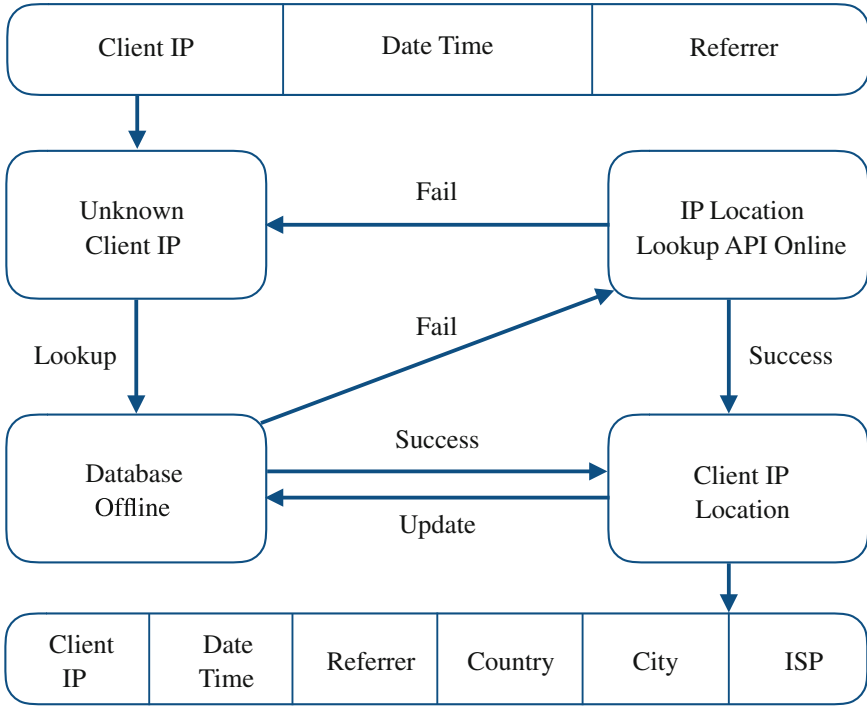 Client IP
Date Time
Referrer
Unknown
Client IP
Fail
IP Location
Lookup API Online
Lookup
Fail
Success
Database
Offline
Success
Update
Client IP
Location
Client
IP
Date
Time
Referrer
Country
City
ISP